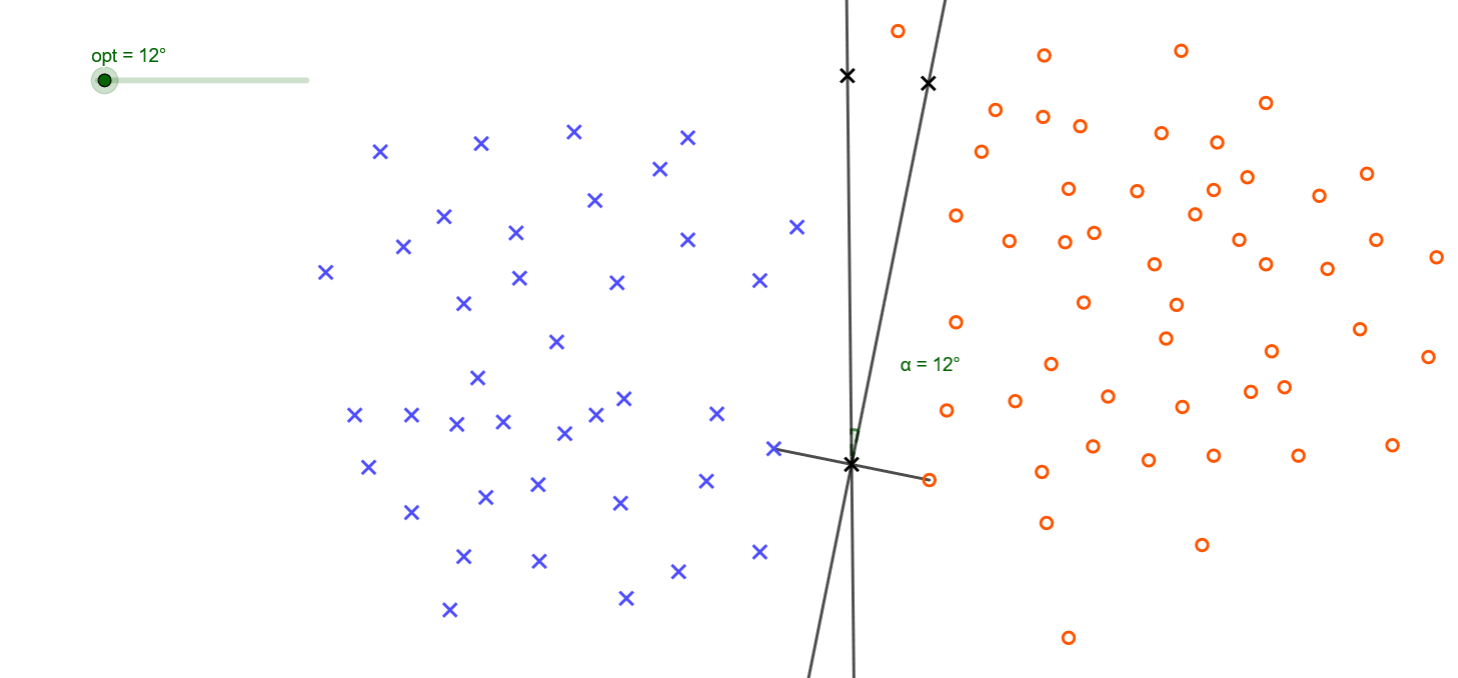 opt = 12°
α = 12°